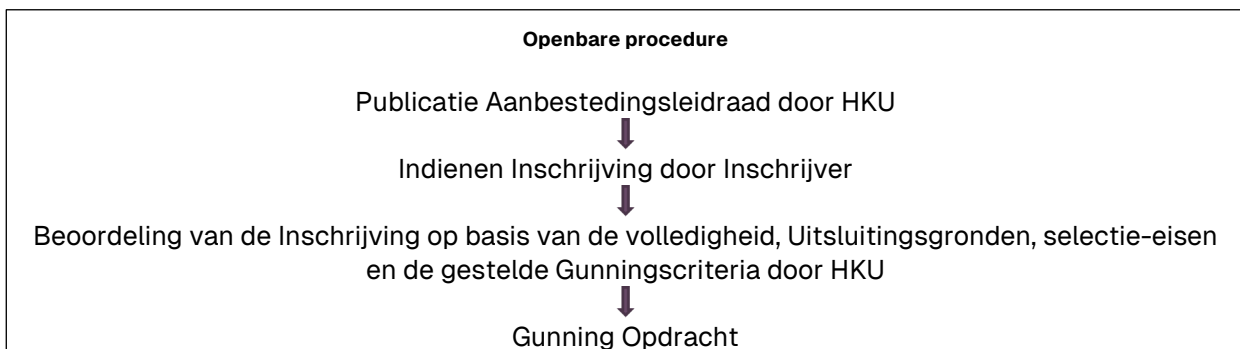 Openbare procedure
Publicatie Aanbestedingsleidraad door HKU
Indienen Inschrijving door Inschrijver
Beoordeling van de Inschrijving op basis van de volledigheid, Uitsluitingsgronden, selectie-eisen
en de gestelde Gunningscriteria door HKU
Gunning Opdracht